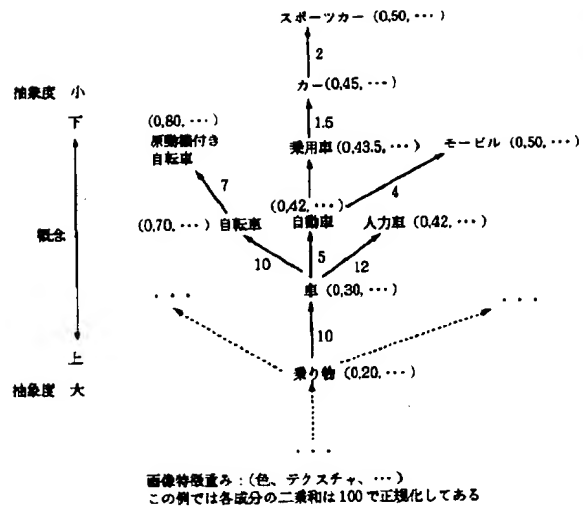 スポーツカー (0,50, ･･･)
2
抽象度 小
カー(0,45, ･･･)
下
1.5
(0,80, ･･･)
原動機付き
自転車
乗用車(0,43.5, ･･･)
モービル (0,50, ･･･)
7
4
(0,42, ･･･)
(0,70, ･･･) 自転車
自動車
人力車(0,42, ･･･)
概念
10
5
12
･･･
車(0,30, ･･･)
･･･
10
上
乗り物 (0,20, ･･･)
抽象度 大
･･･
画像特徴重み：(色、テクスチャ、･･･)
この例では各成分の二乗和は100で正規化してある